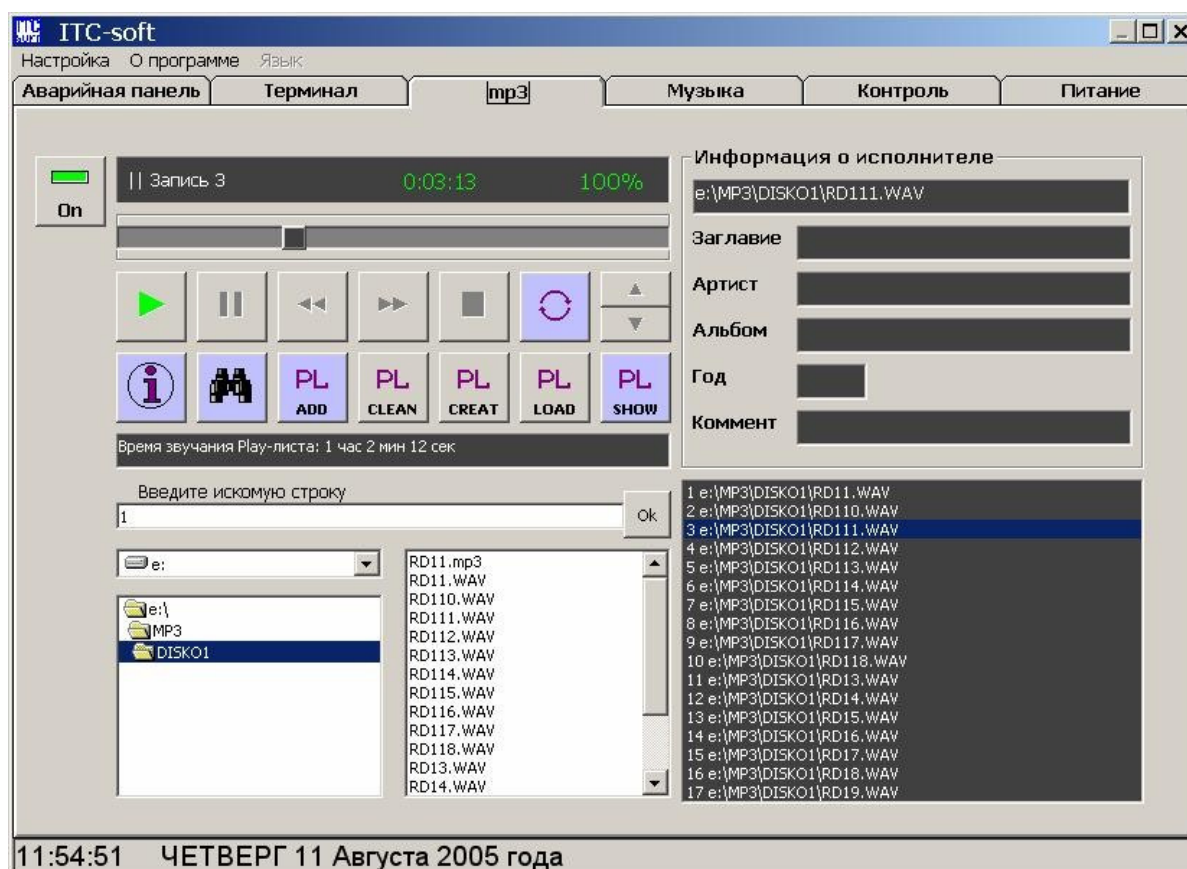 ITC-soft
Настройка О программе Язык
Аварийная панель Терминал mp3 Музыка Контроль Питание
On
|| Запись 3 0:03:13 100%
PL ADD
PL CLEAN
PL CREAT
PL LOAD
PL SHOW
Время звучания Play-листа: 1 час 2 мин 12 сек
Информация о исполнителе
e:\MP3\DISKO1\RD111.WAV
Заглавие
Артист
Альбом
Год
Коммент
Введите искомую строку
1
Ok
e:
e:\
MP3
DISKO1
RD11.mp3
RD11.WAV
RD110.WAV
RD111.WAV
RD112.WAV
RD113.WAV
RD114.WAV
RD115.WAV
RD116.WAV
RD117.WAV
RD118.WAV
RD13.WAV
RD14.WAV
1 e:\MP3\DISKO1\RD11.WAV
2 e:\MP3\DISKO1\RD110.WAV
3 e:\MP3\DISKO1\RD111.WAV
4 e:\MP3\DISKO1\RD112.WAV
5 e:\MP3\DISKO1\RD113.WAV
6 e:\MP3\DISKO1\RD114.WAV
7 e:\MP3\DISKO1\RD115.WAV
8 e:\MP3\DISKO1\RD116.WAV
9 e:\MP3\DISKO1\RD117.WAV
10 e:\MP3\DISKO1\RD118.WAV
11 e:\MP3\DISKO1\RD13.WAV
12 e:\MP3\DISKO1\RD14.WAV
13 e:\MP3\DISKO1\RD15.WAV
14 e:\MP3\DISKO1\RD16.WAV
15 e:\MP3\DISKO1\RD17.WAV
16 e:\MP3\DISKO1\RD18.WAV
17 e:\MP3\DISKO1\RD19.WAV
11:54:51 ЧЕТВЕРГ 11 Августа 2005 года